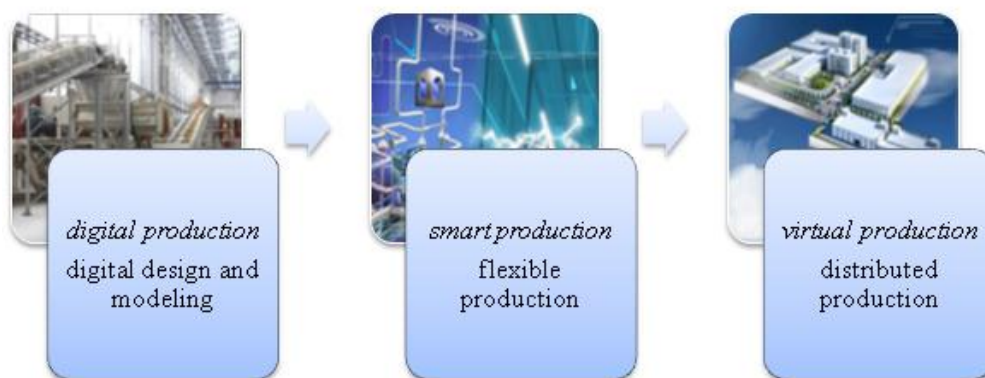 digital production
digital design and
modeling
smart production
flexible
production
virtual production
distributed
production